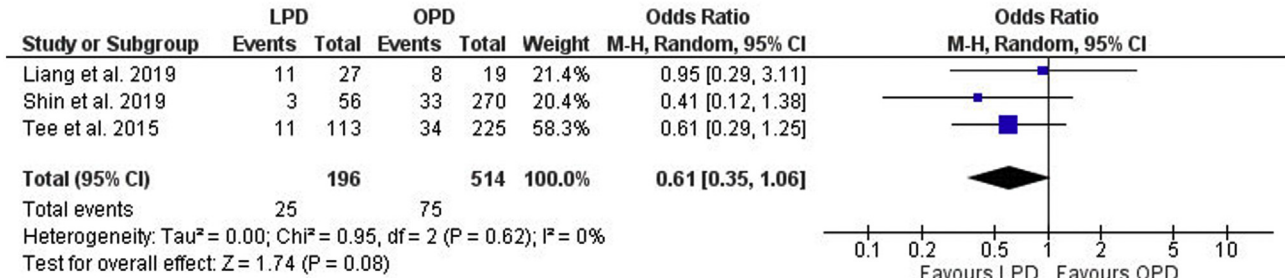 LPD OPD Odds Ratio Odds Ratio
Study or Subgroup Events Total Events Total Weight M-H, Random, 95% CI M-H, Random, 95% CI
Liang et al. 2019 11 27 8 19 21.4% 0.95 [0.29, 3.11]
Shin et al. 2019 3 56 33 270 20.4% 0.41 [0.12, 1.38]
Tee et al. 2015 11 113 34 225 58.3% 0.61 [0.29, 1.25]
Total (95% CI) 196 514 100.0% 0.61 [0.35, 1.06]
Total events 25 75
Heterogeneity: Tau² = 0.00; Chi² = 0.95, df = 2 (P = 0.62); I² = 0%
Test for overall effect: Z = 1.74 (P = 0.08)
0.1 0.2 0.5 1 2 5 10
Favours LPD Favours OPD